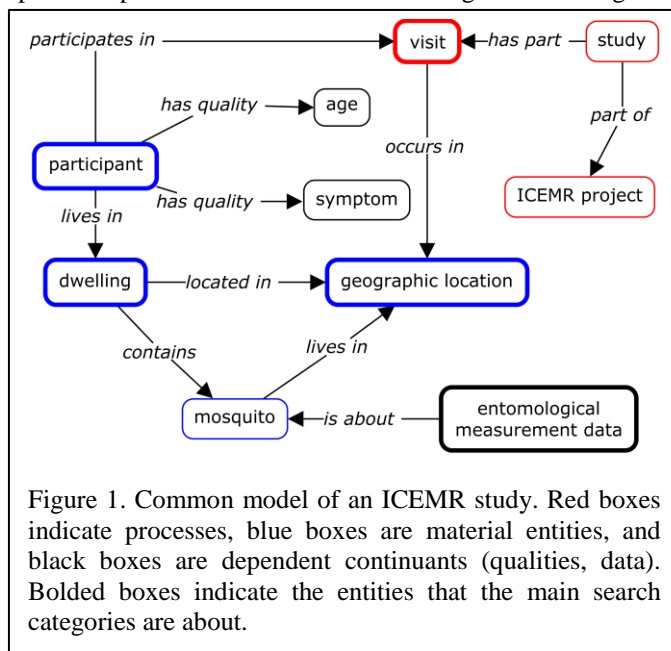 participates in
visit
has part
study
has quality
age
part of
participant
occurs in
has quality
symptom
ICEMR project
lives in
dwelling
located in
geographic location
contains
lives in
mosquito
is about
entomological
measurement data
Figure 1. Common model of an ICEMR study. Red boxes
indicate processes, blue boxes are material entities, and
black boxes are dependent continuants (qualities, data).
Bolded boxes indicate the entities that the main search
categories are about.